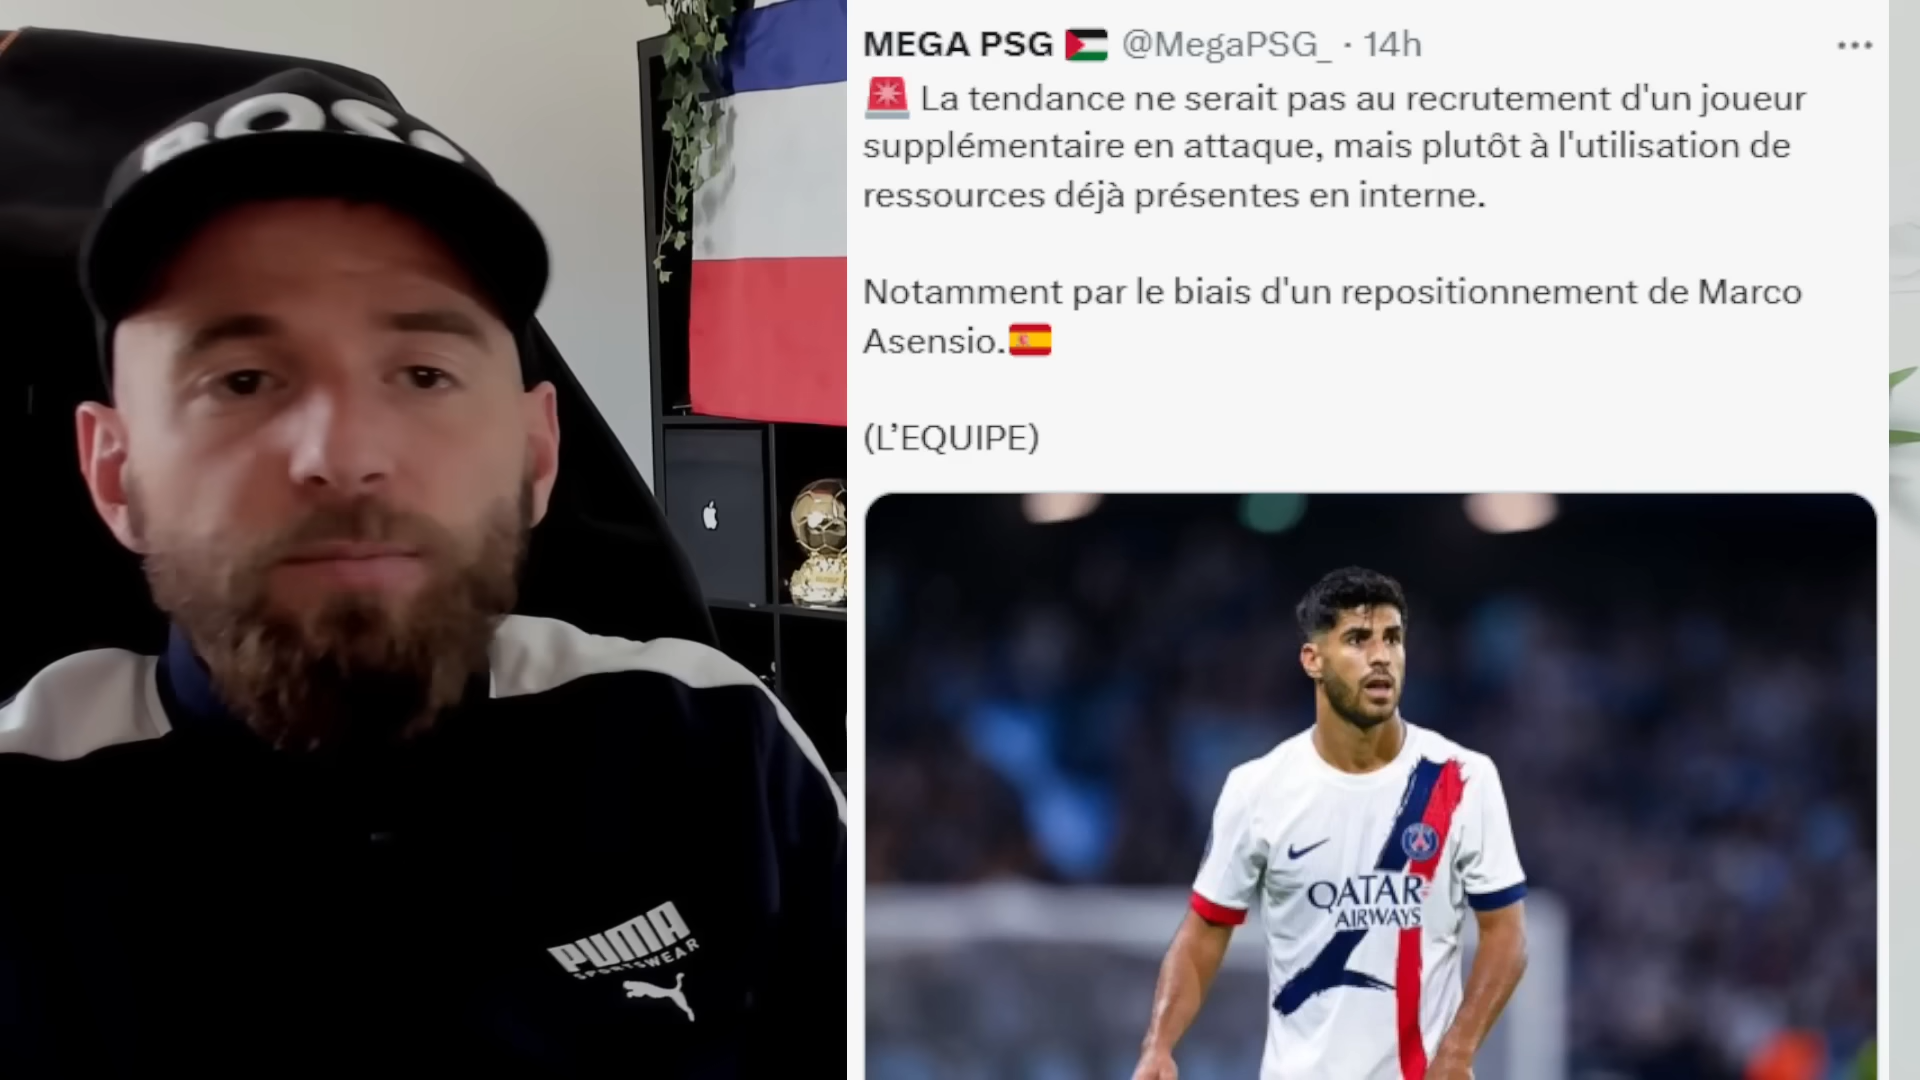 BOSS
PUMA
SPORTSWEAR
MEGA PSG 🇵🇸 @MegaPSG_ · 14h
🚨 La tendance ne serait pas au recrutement d'un joueur
supplémentaire en attaque, mais plutôt à l'utilisation de
ressources déjà présentes en interne.
Notamment par le biais d'un repositionnement de Marco
Asensio.🇪🇸
(L’EQUIPE)
QATAR
AIRWAYS